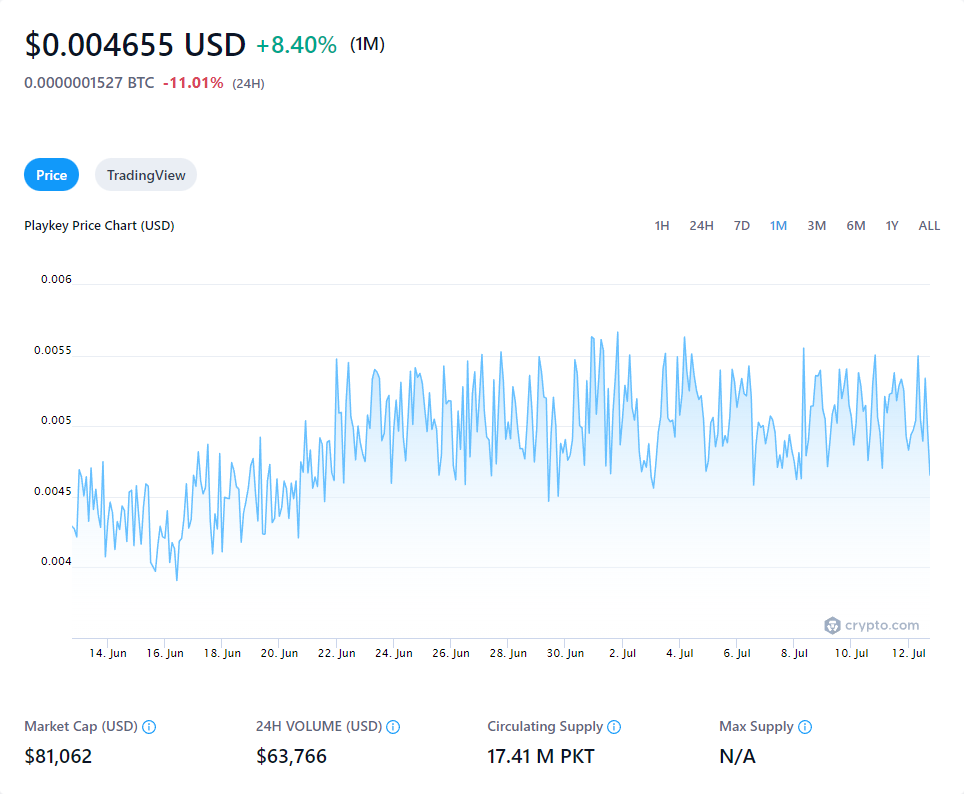 $0.004655 USD +8.40% (1M)
0.0000001527 BTC -11.01% (24H)
Price TradingView
Playkey Price Chart (USD) 1H 24H 7D 1M 3M 6M 1Y ALL
0.006
0.0055
0.005
0.0045
0.004
crypto.com
14. Jun 16. Jun 18. Jun 20. Jun 22. Jun 24. Jun 26. Jun 28. Jun 30. Jun 2. Jul 4. Jul 6. Jul 8. Jul 10. Jul 12. Jul
Market Cap (USD) 24H VOLUME (USD) Circulating Supply Max Supply
$81,062 $63,766 17.41 M PKT N/A